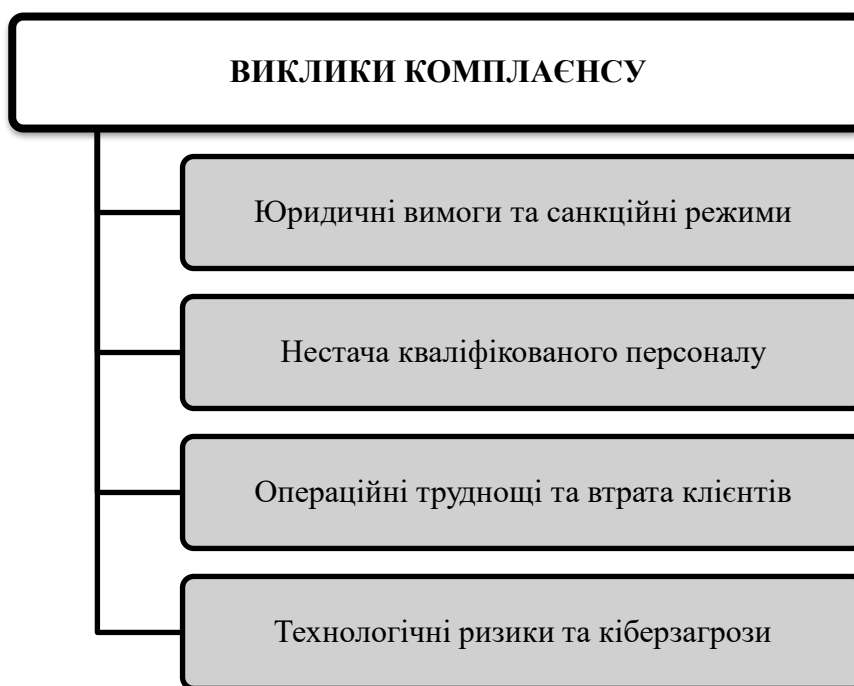 ВИКЛИКИ КОМПЛАЄНСУ
Юридичні вимоги та санкційні режими
Нестача кваліфікованого персоналу
Операційні труднощі та втрата клієнтів
Технологічні ризики та кіберзагрози